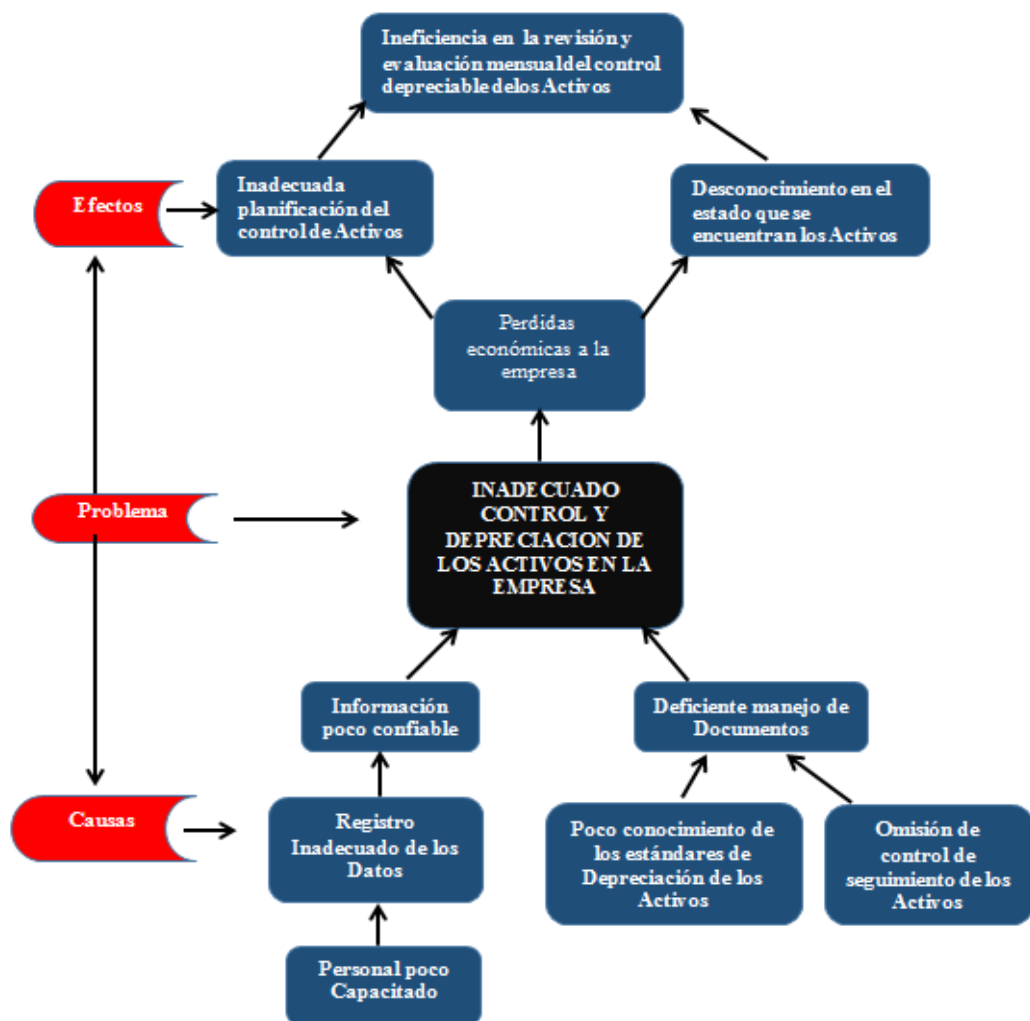 Ineficiencia en la revisión y
evaluación mensual del control
depreciable delos Activos
Efectos
Inadecuada
planificación del
control de Activos
Desconocimiento en el
estado que se
encuentran los Activos
Perdidas
económicas a la
empresa
Problema
INADECUADO
CONTROL Y
DEPRECIACION DE
LOS ACTIVOS EN LA
EMPRESA
Información
poco confiable
Deficiente manejo de
Documentos
Causas
Registro
Inadecuado de los
Datos
Poco conocimiento de
los estándares de
Depreciación de los
Activos
Omisión de
control de
seguimiento de los
Activos
Personal poco
Capacitado